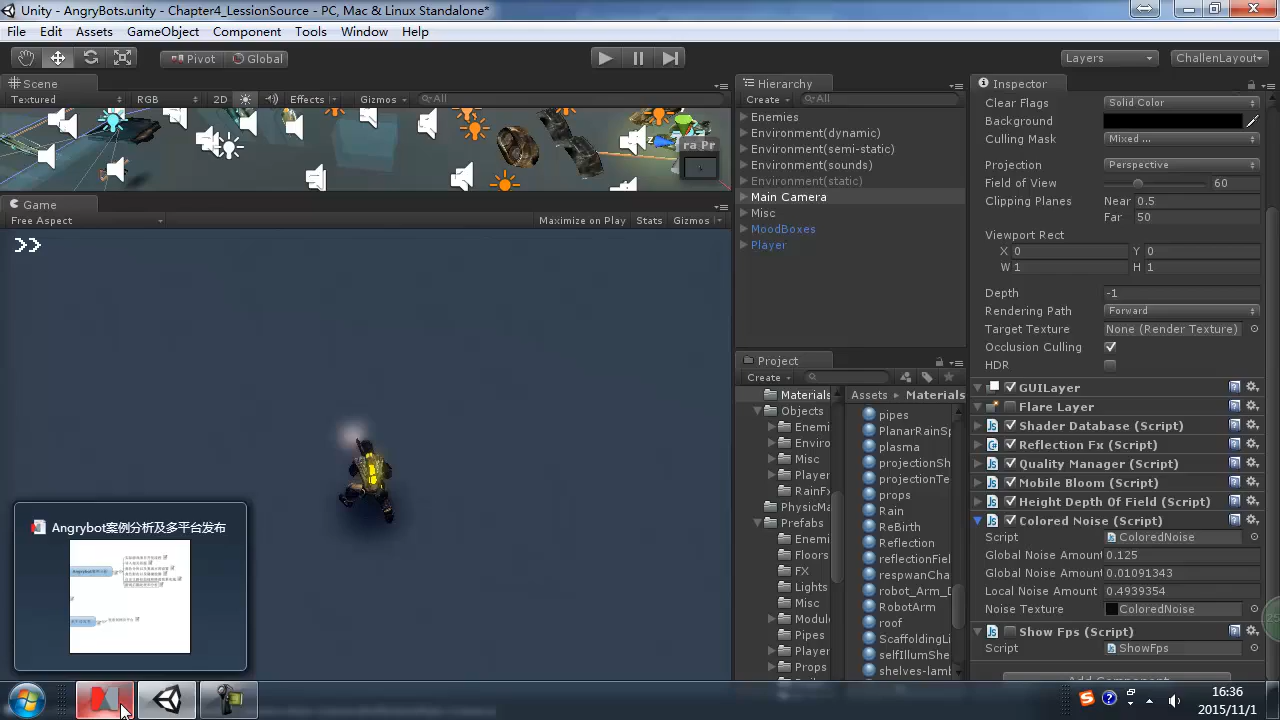 Unity - AngryBots.unity - Chapter4_LessionSource - PC, Mac & Linux Standalone*
File Edit Assets GameObject Component Tools Window Help
Pivot Global Layers ChallenLayout
Scene
Textured RGB 2D Effects Gizmos All
ra Pr
Game
Free Aspect Maximize on Play Stats Gizmos
>>
Hierarchy
Create All
Enemies
Environment(dynamic)
Environment(semi-static)
Environment(sounds)
Environment(static)
Main Camera
Misc
MoodBoxes
Player
Project
Create
Materials
Objects
Enemi
Enviro
Misc
Player
RainFx
PhysicMa
Prefabs
Enemi
Floors
FX
Lights
Misc
Modul
Pipes
Player
Props
Assets Materials
pipes
PlanarRainSp
plasma
projectionSh
projectionTe
props
Rain
ReBirth
Reflection
reflectionFiel
respwanCha
robot_Arm_D
RobotArm
roof
ScaffoldingLi
selfIllumShe
shelves-lamb
Inspector
Clear Flags Solid Color
Background
Culling Mask Mixed ...
Projection Perspective
Field of View 60
Clipping Planes Near 0.5
Far 50
Viewport Rect
X 0 Y 0
W 1 H 1
Depth -1
Rendering Path Forward
Target Texture None (Render Texture)
Occlusion Culling
HDR
GUILayer
Flare Layer
Shader Database (Script)
Reflection Fx (Script)
Quality Manager (Script)
Mobile Bloom (Script)
Height Depth Of Field (Script)
Colored Noise (Script)
Script ColoredNoise
Global Noise Amount 0.125
Global Noise Amount 0.01091343
Local Noise Amount 0.4939354
Noise Texture ColoredNoise
Show Fps (Script)
Script ShowFps
Add Component
Angrybot案例分析及多平台发布
16:36
2015/11/1